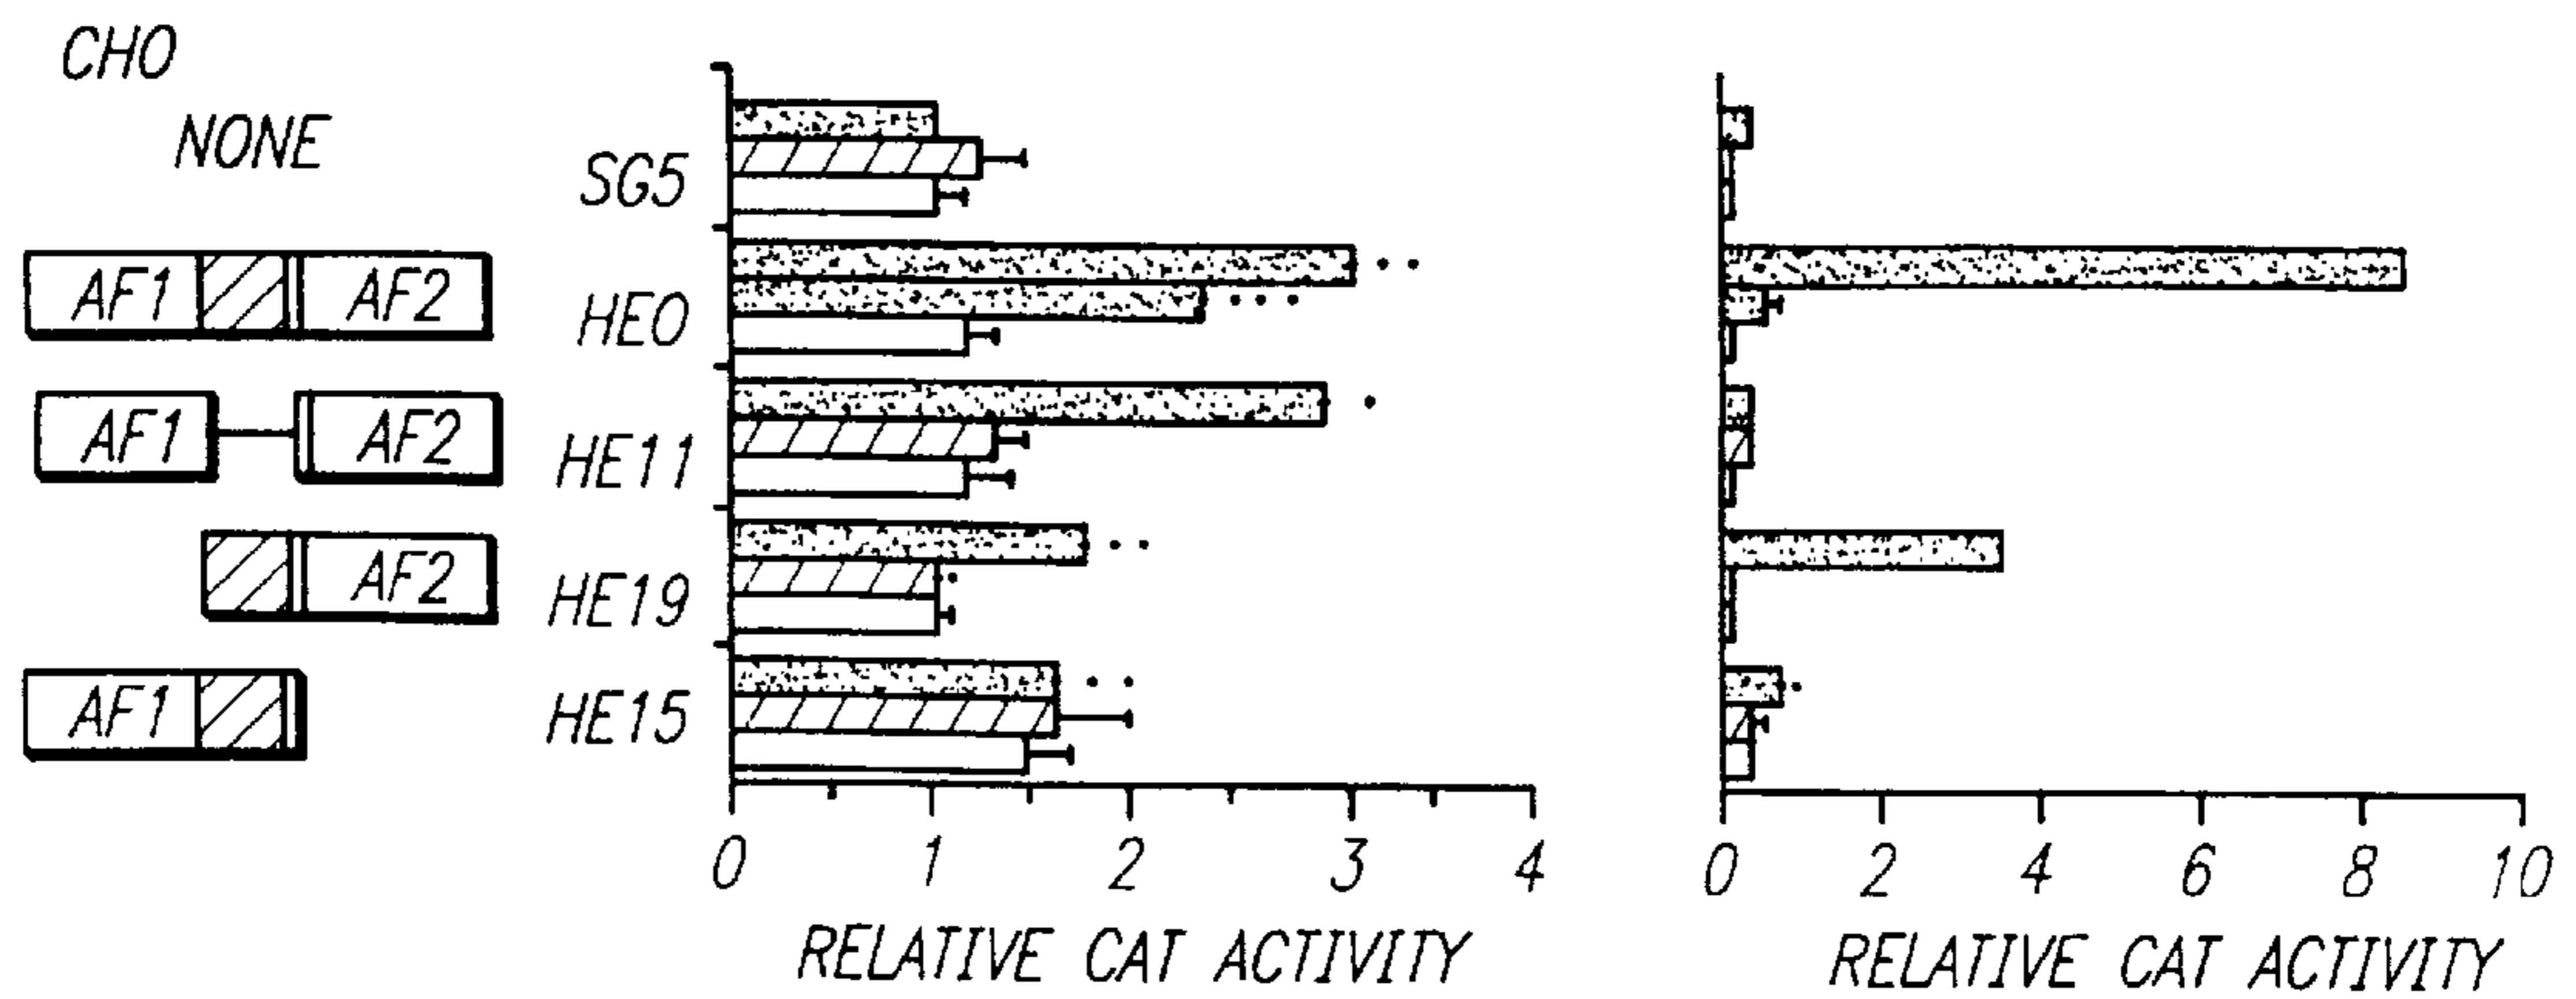 CHO
NONE
SG5
AF1 AF2
HE0
AF1 AF2
HE11
AF2
HE19
AF1
HE15
0 1 2 3 4
0 2 4 6 8 10
RELATIVE CAT ACTIVITY
RELATIVE CAT ACTIVITY